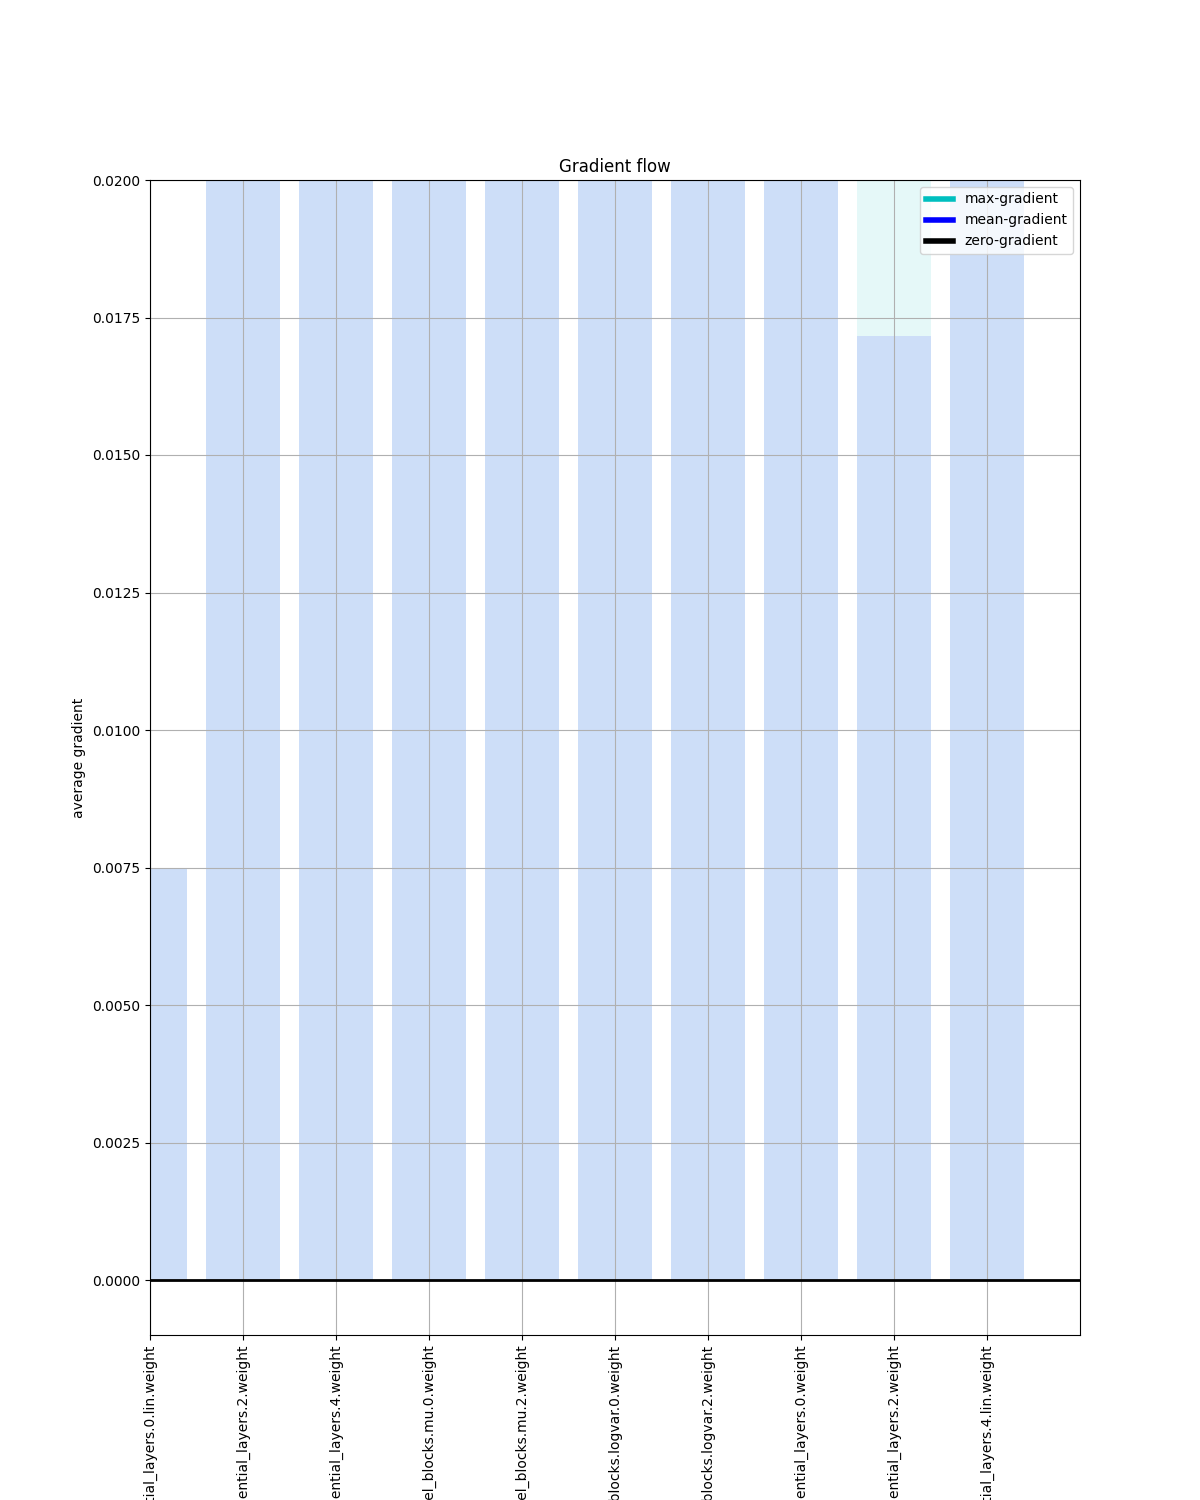 Gradient flow
max-gradient
mean-gradient
zero-gradient
0.0200
0.0175
0.0150
0.0125
0.0100
0.0075
0.0050
0.0025
0.0000
average gradient
tial_layers.0.lin.weight
ential_layers.2.weight
ential_layers.4.weight
el_blocks.mu.0.weight
el_blocks.mu.2.weight
blocks.logvar.0.weight
blocks.logvar.2.weight
ential_layers.0.weight
ential_layers.2.weight
tial_layers.4.lin.weight